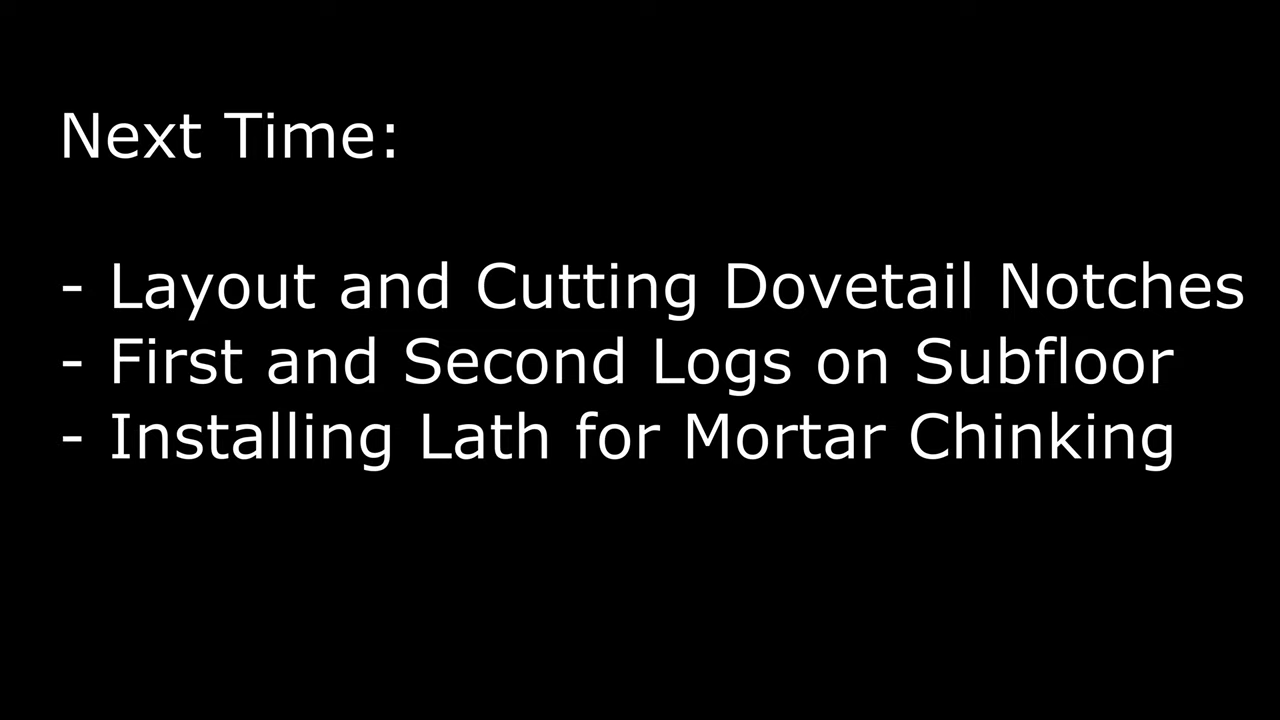 Next Time:
- Layout and Cutting Dovetail Notches
- First and Second Logs on Subfloor
- Installing Lath for Mortar Chinking